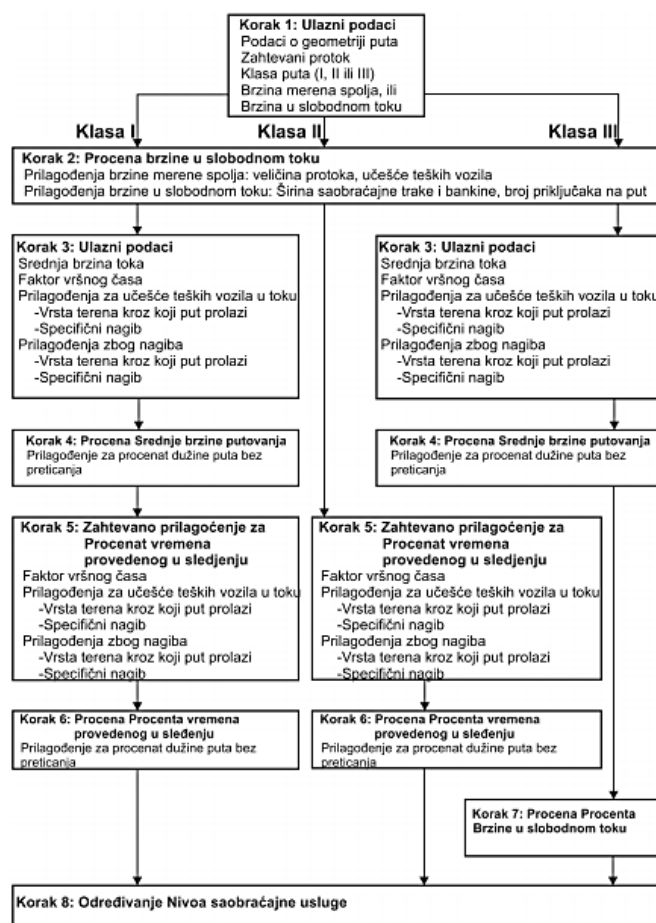 Korak 1: Ulazni podaci
Podaci o geometriji puta
Zahtevani protok
Klasa puta (I, II ili III)
Brzina merena spolja, ili
Brzina u slobodnom toku
Klasa I
Klasa II
Klasa III
Korak 2: Procena brzine u slobodnom toku
Prilagođenja brzine merene spolja: veličina protoka, učešće teških vozila
Prilagođenja brzine u slobodnom toku: Širina saobraćajne trake i bankine, broj priključaka na put
Korak 3: Ulazni podaci
Srednja brzina toka
Faktor vršnog časa
Prilagođenja za učešće teških vozila u toku
-Vrsta terena kroz koji put prolazi
-Specifični nagib
Prilagođenja zbog nagiba
-Vrsta terena kroz koji put prolazi
-Specifični nagib
Korak 3: Ulazni podaci
Srednja brzina toka
Faktor vršnog časa
Prilagođenja za učešće teških vozila u toku
-Vrsta terena kroz koji put prolazi
-Specifični nagib
Prilagođenja zbog nagiba
-Vrsta terena kroz koji put prolazi
-Specifični nagib
Korak 4: Procena Srednje brzine putovanja
Prilagođenje za procenat dužine puta bez
preticanja
Korak 4: Procena Srednje brzine putovanja
Prilagođenje za procenat dužine puta bez
preticanja
Korak 5: Zahtevano prilagoćenje za
Procenat vremena
provedenog u sledjenju
Faktor vršnog časa
Prilagođenja za učešće teških vozila u toku
-Vrsta terena kroz koji put prolazi
-Specifični nagib
Prilagođenja zbog nagiba
-Vrsta terena kroz koji put prolazi
-Specifični nagib
Korak 5: Zahtevano prilagoćenje za
Procenat vremena
provedenog u sledjenju
Faktor vršnog časa
Prilagođenja za učešće teških vozila u toku
-Vrsta terena kroz koji put prolazi
-Specifični nagib
Prilagođenja zbog nagiba
-Vrsta terena kroz koji put prolazi
-Specifični nagib
Korak 6: Procena Procenta vremena
provedenog u sleđenju
Prilagođenje za procenat dužine puta bez
preticanja
Korak 6: Procena Procenta vremena
provedenog u sleđenju
Prilagođenje za procenat dužine puta bez
preticanja
Korak 7: Procena Procenta
Brzine u slobodnom toku
Korak 8: Određivanje Nivoa saobraćajne usluge